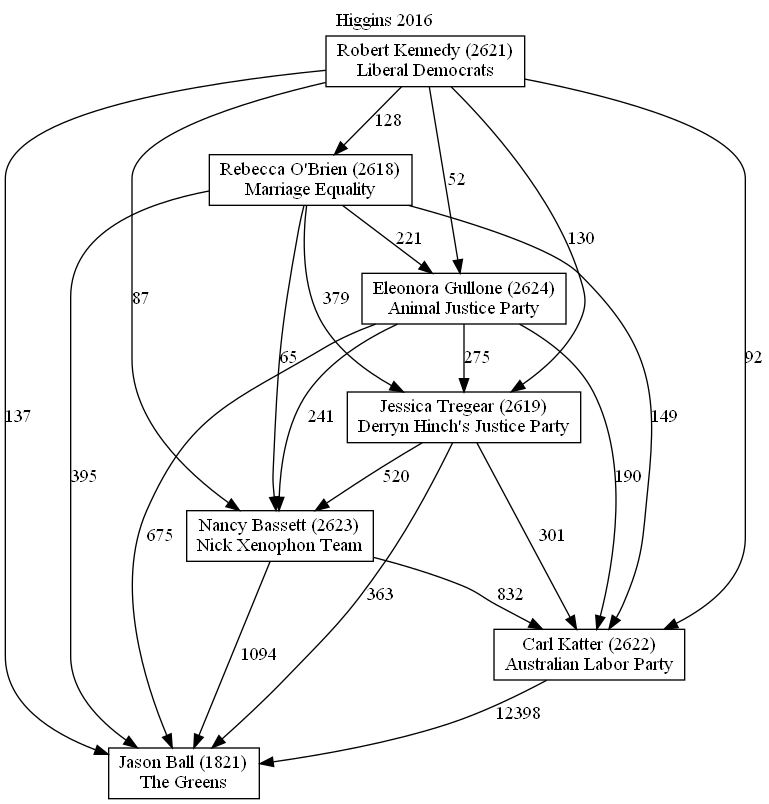 Higgins 2016
Robert Kennedy (2621)
Liberal Democrats
128
Rebecca O'Brien (2618)
Marriage Equality
52
221
130
Eleonora Gullone (2624)
Animal Justice Party
87
379
65
275
92
Jessica Tregear (2619)
Derryn Hinch's Justice Party
137
241
149
395
520
190
Nancy Bassett (2623)
Nick Xenophon Team
675
301
363
832
Carl Katter (2622)
Australian Labor Party
1094
12398
Jason Ball (1821)
The Greens